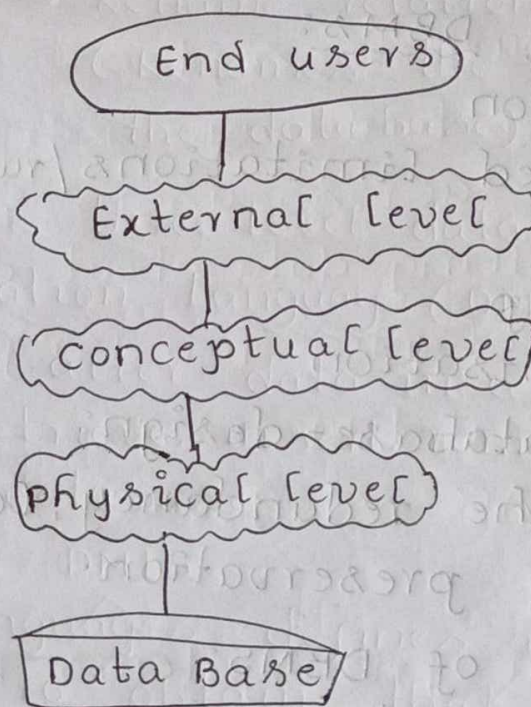 End users
External level
conceptual level
physical level
Data Base